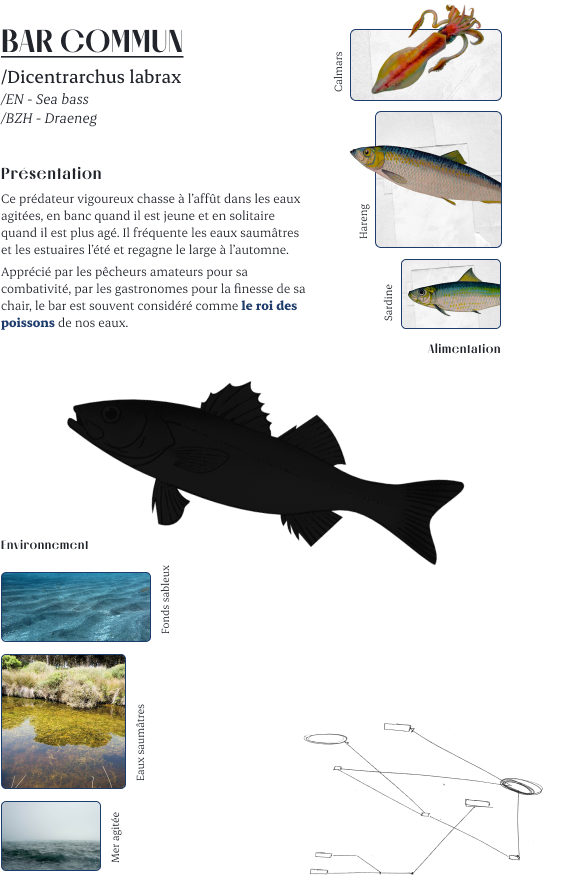 BAR COMMUN
/Dicentrarchus labrax
/EN - Sea bass
/BZH - Draeneg
Présentation
Ce prédateur vigoureux chasse à l'affût dans les eaux
agitées, en banc quand il est jeune et en solitaire
quand il est plus agé. Il fréquente les eaux saumâtres
et les estuaires l'été et regagne le large à l'automne.
Apprécié par les pêcheurs amateurs pour sa
combativité, par les gastronomes pour la finesse de sa
chair, le bar est souvent considéré comme le roi des
poissons de nos eaux.
Calmars
Hareng
Sardine
Alimentation
Environnement
Fonds sableux
Eaux saumâtres
Mer agitée